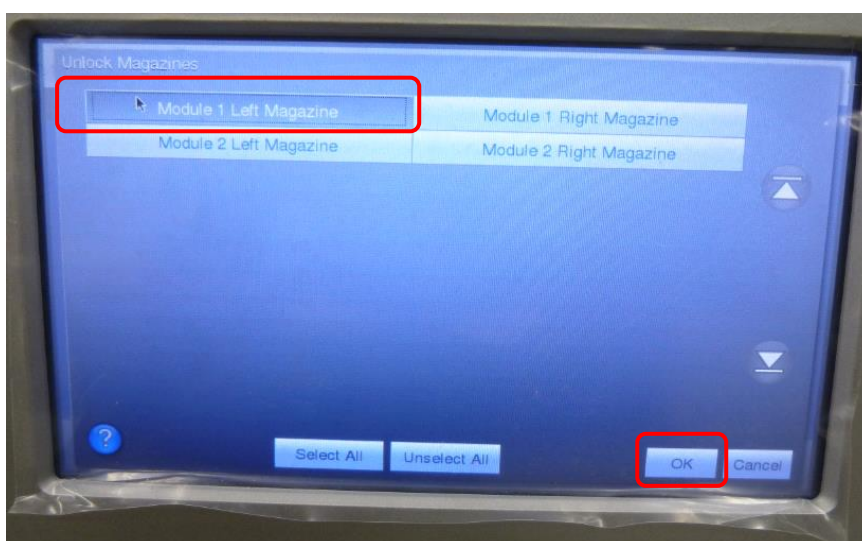 Unlock Magazines
Module 1 Left Magazine
Module 1 Right Magazine
Module 2 Left Magazine
Module 2 Right Magazine
?
Select All
Unselect All
OK
Cancel